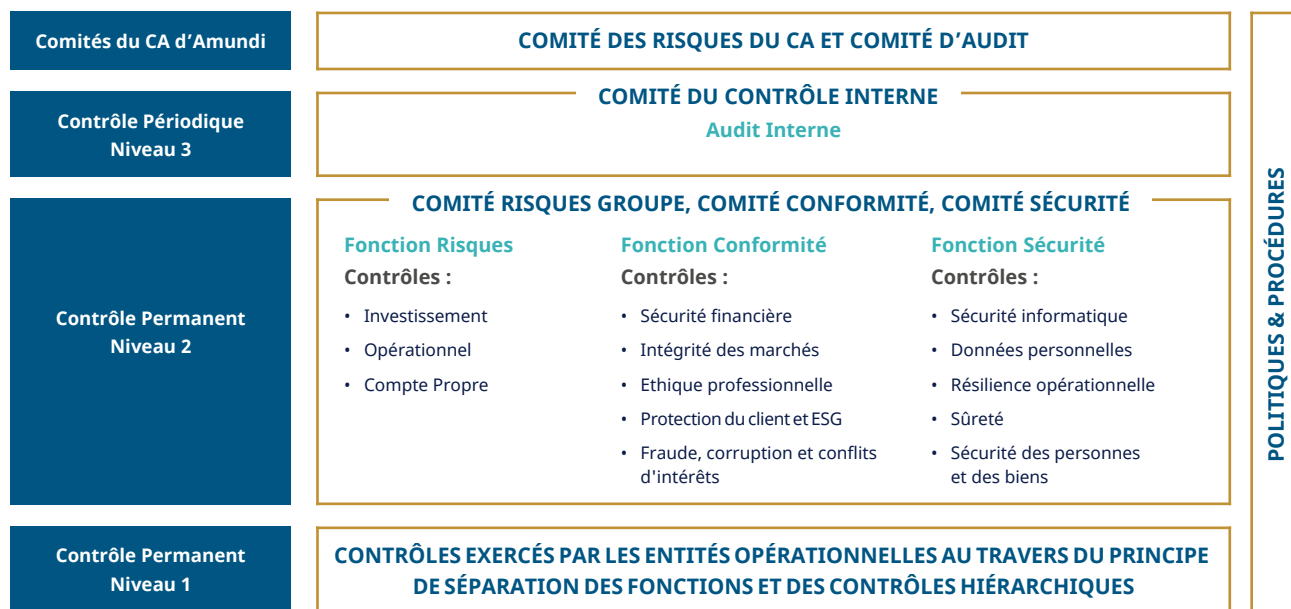 Comités du CA d’Amundi
COMITÉ DES RISQUES DU CA ET COMITÉ D’AUDIT
Contrôle Périodique
Niveau 3
COMITÉ DU CONTRÔLE INTERNE
Audit Interne
Contrôle Permanent
Niveau 2
COMITÉ RISQUES GROUPE, COMITÉ CONFORMITÉ, COMITÉ SÉCURITÉ
Fonction Risques
Contrôles :
• Investissement
• Opérationnel
• Compte Propre
Fonction Conformité
Contrôles :
• Sécurité financière
• Intégrité des marchés
• Ethique professionnelle
• Protection du client et ESG
• Fraude, corruption et conflits
d'intérêts
Fonction Sécurité
Contrôles :
• Sécurité informatique
• Données personnelles
• Résilience opérationnelle
• Sûreté
• Sécurité des personnes
et des biens
Contrôle Permanent
Niveau 1
CONTRÔLES EXERCÉS PAR LES ENTITÉS OPÉRATIONNELLES AU TRAVERS DU PRINCIPE
DE SÉPARATION DES FONCTIONS ET DES CONTRÔLES HIÉRARCHIQUES
POLITIQUES & PROCÉDURES